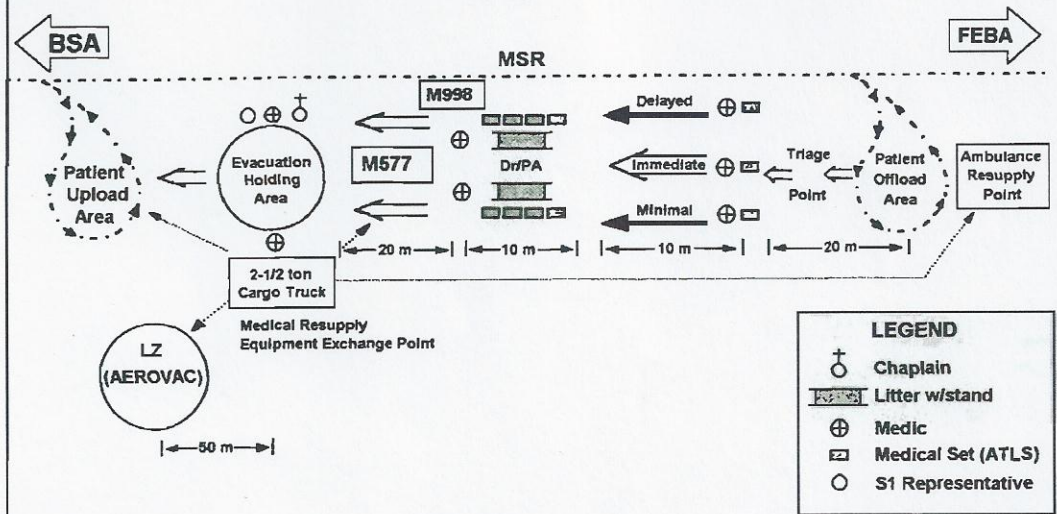 BSA
FEBA
MSR
M998
Delayed
Evacuation
Holding
Area
M577
Dr/PA
Immediate
Triage
Point
Patient
Offload
Area
Ambulance
Resupply
Point
Patient
Upload
Area
Minimal
20 m
10 m
10 m
20 m
2-1/2 ton
Cargo Truck
Medical Resupply
Equipment Exchange Point
LZ
(AEROVAC)
50 m
LEGEND
Chaplain
Litter w/stand
Medic
Medical Set (ATLS)
S1 Representative